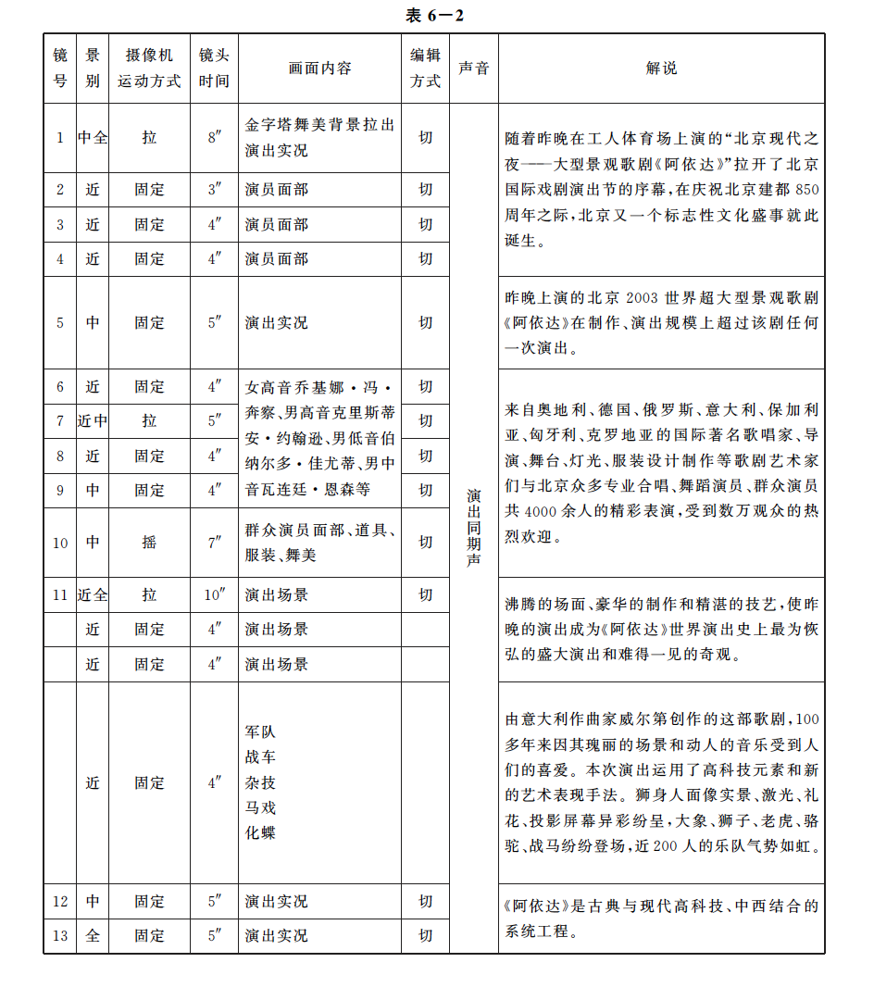 表 6—2
镜号 景别 摄像机运动方式 镜头时间 画面内容 编辑方式 声音 解说
1 中全 拉 8″ 金字塔舞美背景拉出演出实况 切
2 近 固定 3″ 演员面部 切
3 近 固定 4″ 演员面部 切
4 近 固定 4″ 演员面部 切
随着昨晚在工人体育场上演的“北京现代之
夜——大型景观歌剧《阿依达》”拉开了北京
国际戏剧演出节的序幕,在庆祝北京建都 850
周年之际,北京又一个标志性文化盛事就此
诞生。
5 中 固定 5″ 演出实况 切
昨晚上演的北京 2003 世界超大型景观歌剧
《阿依达》在制作、演出规模上超过该剧任何
一次演出。
6 近 固定 4″ 切
7 近中 拉 5″ 切
8 近 固定 4″ 切
9 中 固定 4″ 切
女高音乔基娜·冯·
奔察、男高音克里斯蒂
安·约翰逊、男低音伯
纳尔多·佳尤蒂、男中
音瓦连廷·恩森等
10 中 摇 7″ 群众演员面部、道具、服装、舞美 切
演出同期声
来自奥地利、德国、俄罗斯、意大利、保加利
亚、匈牙利、克罗地亚的国际著名歌唱家、导
演、舞台、灯光、服装设计制作等歌剧艺术家
们与北京众多专业合唱、舞蹈演员、群众演员
共 4000 余人的精彩表演,受到数万观众的热
烈欢迎。
11 近全 拉 10″ 演出场景 切
近 固定 4″ 演出场景
近 固定 4″ 演出场景
沸腾的场面、豪华的制作和精湛的技艺,使昨
晚的演出成为《阿依达》世界演出史上最为恢
弘的盛大演出和难得一见的奇观。
近 固定 4″
军队
战车
杂技
马戏
化蝶
由意大利作曲家威尔第创作的这部歌剧,100
多年来因其瑰丽的场景和动人的音乐受到人
们的喜爱。本次演出运用了高科技元素和新
的艺术表现手法。狮身人面像实景、激光、礼
花、投影屏幕异彩纷呈,大象、狮子、老虎、骆
驼、战马纷纷登场,近 200 人的乐队气势如虹。
12 中 固定 5″ 演出实况 切
13 全 固定 5″ 演出实况 切
《阿依达》是古典与现代高科技、中西结合的
系统工程。